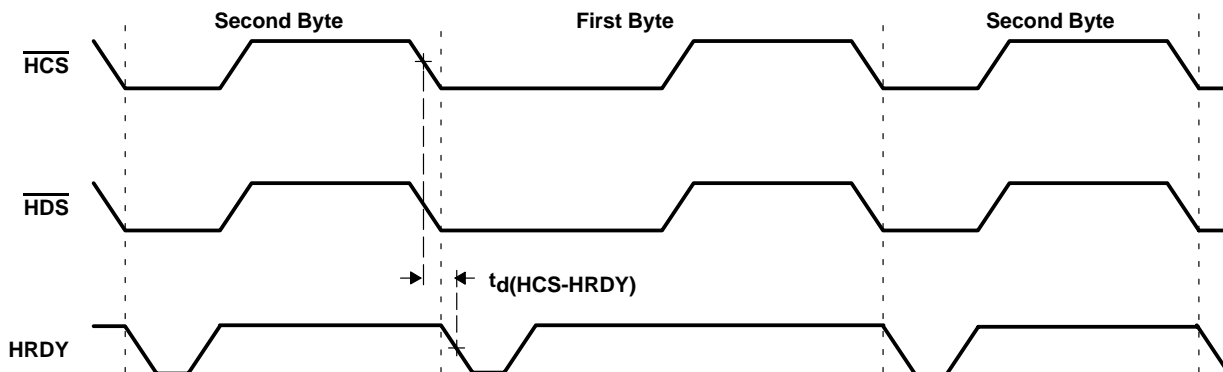 Second Byte First Byte Second Byte
HCS
HDS
td(HCS-HRDY)
HRDY